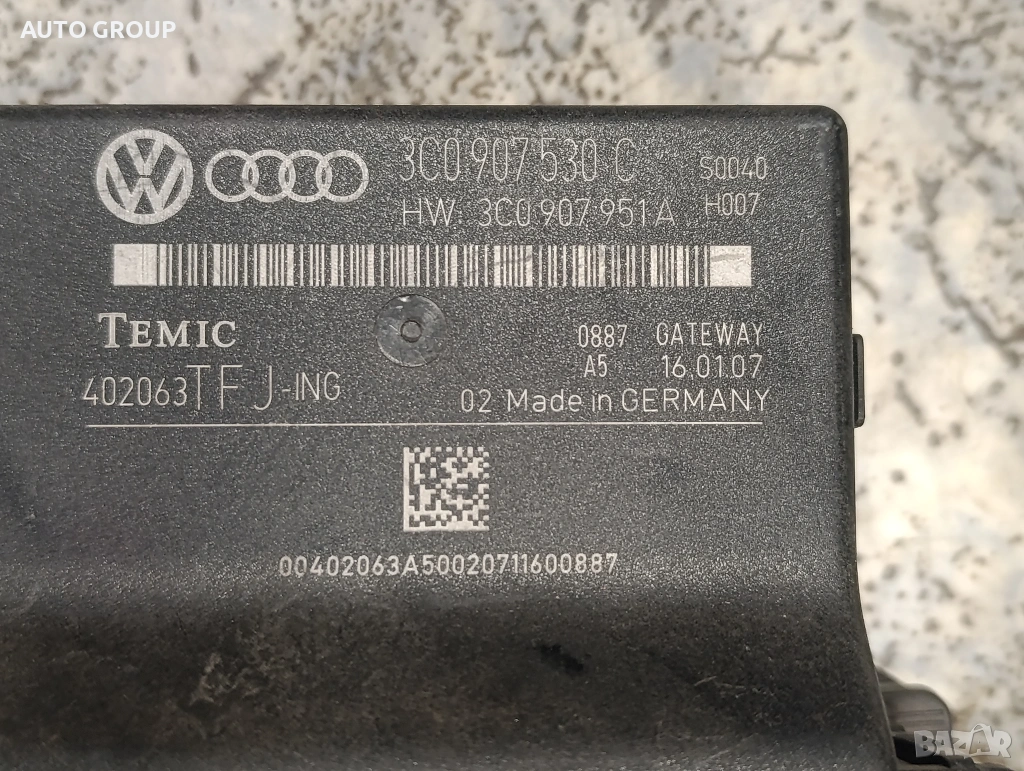 AUTO GROUP
3C0 907 530 C
S0040
HW: 3C0 907 951 A
H007
TEMIC
0887 GATEWAY
A5 16.01.07
402063TFJ-ING
02 Made in GERMANY
00402063A50020711600887
BAZAR